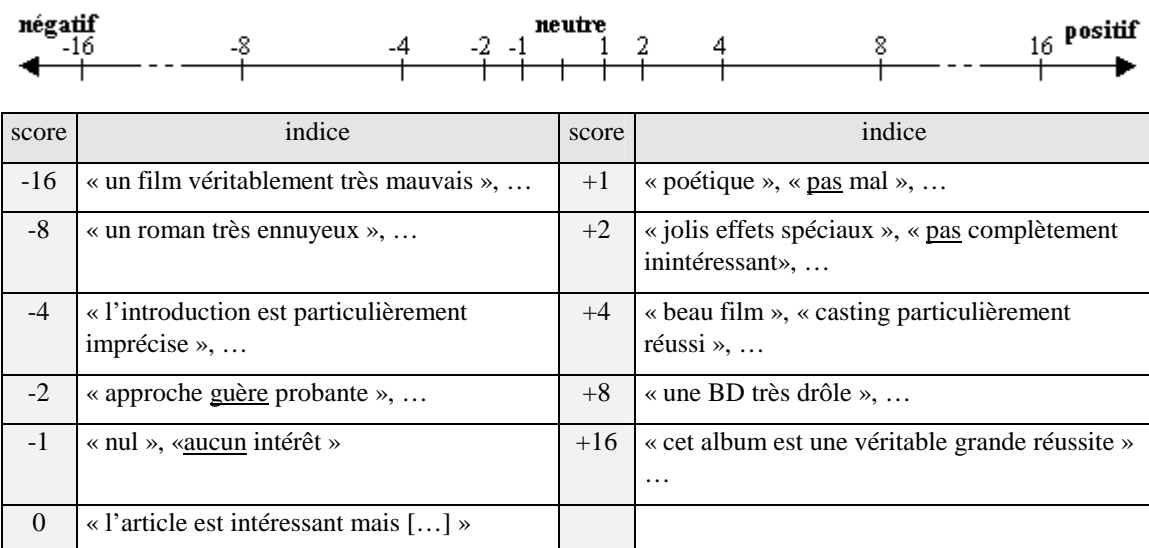 négatif neutre positif
-16 -8 -4 -2 -1 1 2 4 8 16
score indice score indice
-16 « un film véritablement très mauvais », … +1 « poétique », « pas mal », …
-8 « un roman très ennuyeux », … +2 « jolis effets spéciaux », « pas complètement
inintéressant», …
-4 « l’introduction est particulièrement +4 « beau film », « casting particulièrement
imprécise », … réussi », …
-2 « approche guère probante », … +8 « une BD très drôle », …
-1 « nul », «aucun intérêt » +16 « cet album est une véritable grande réussite »
…
0 « l’article est intéressant mais […] »